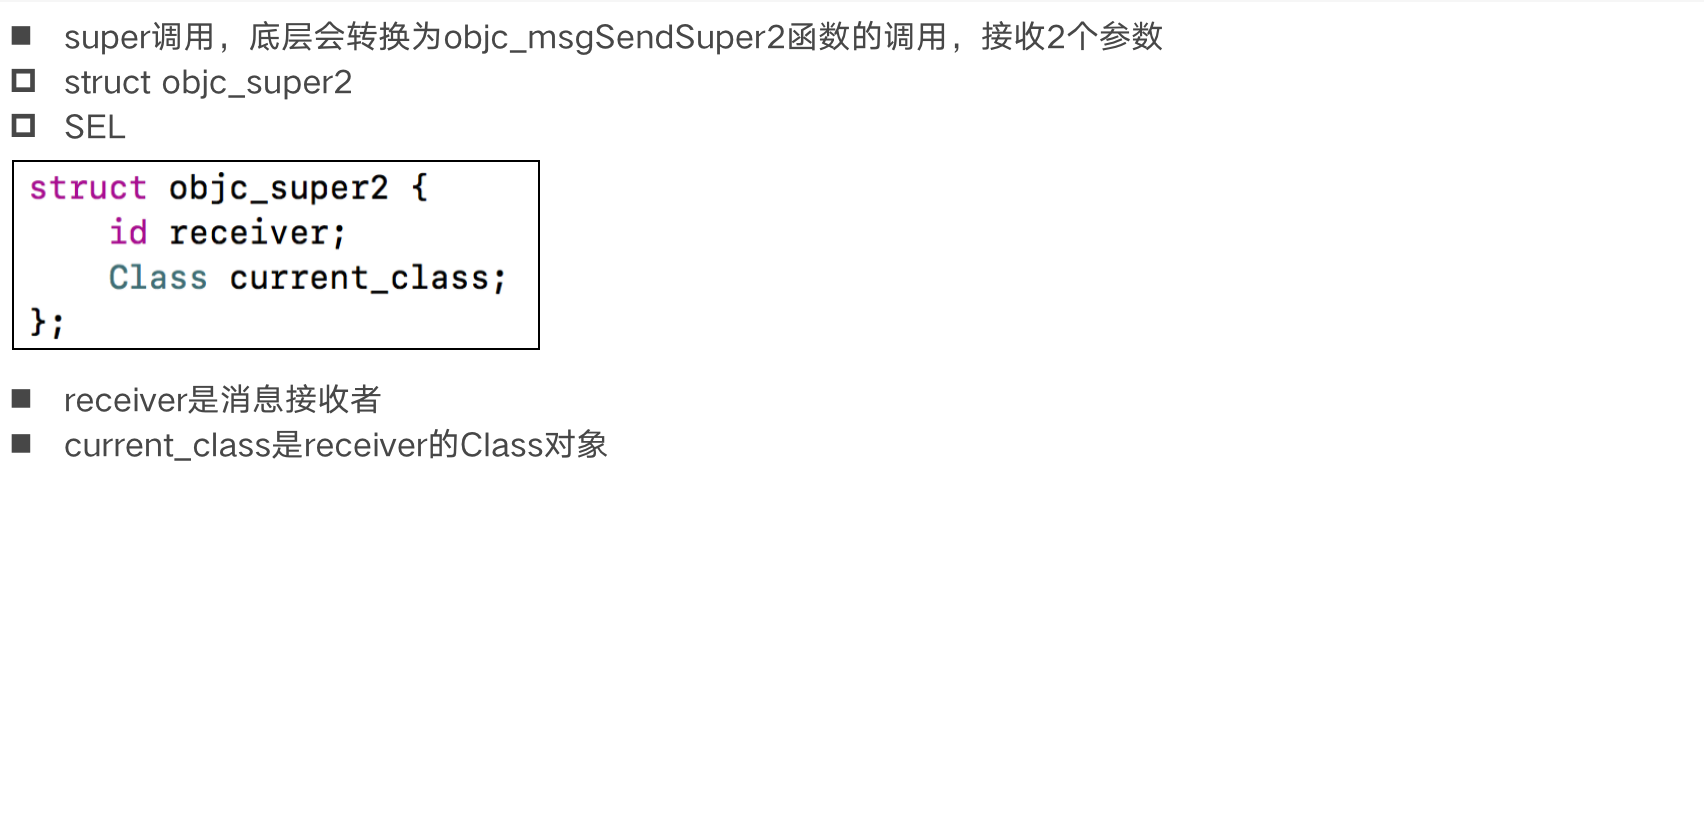 ■ super调用，底层会转换为objc_msgSendSuper2函数的调用，接收2个参数
□ struct objc_super2
□ SEL
struct objc_super2 {
    id receiver;
    Class current_class;
};
■ receiver是消息接收者
■ current_class是receiver的Class对象